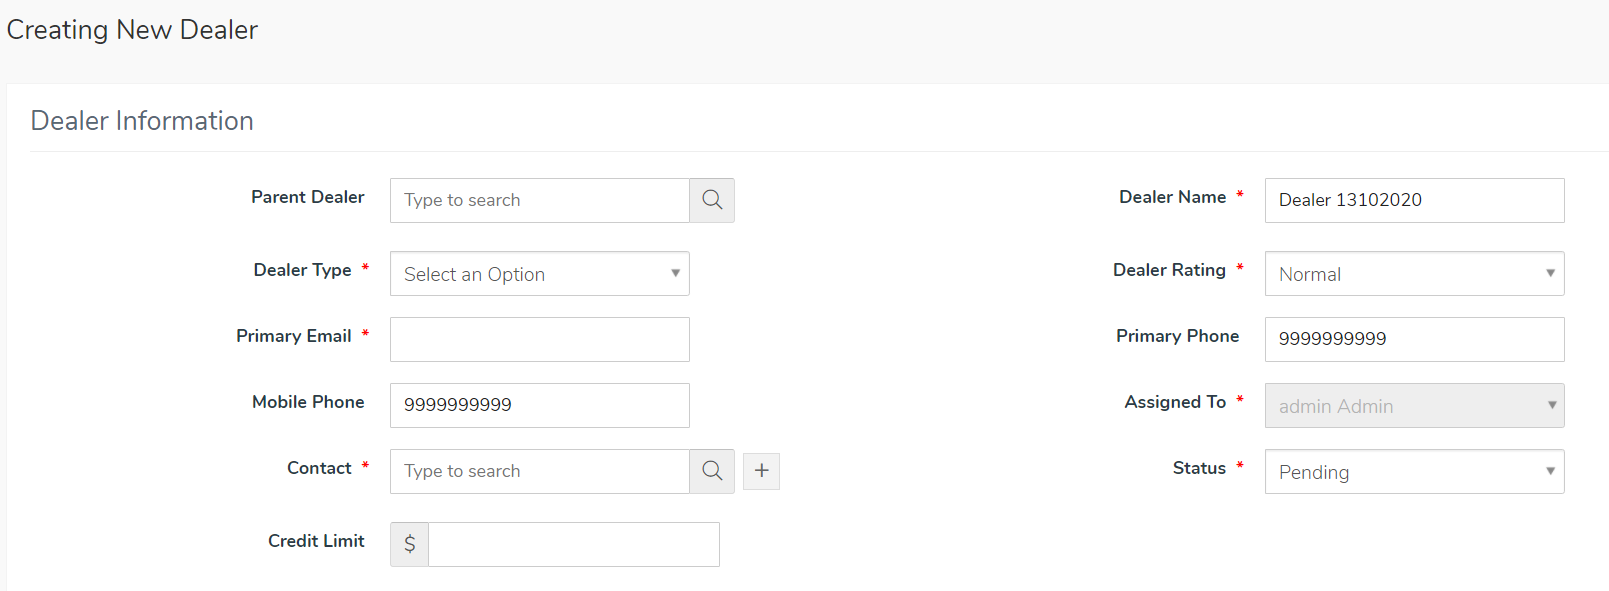 Creating New Dealer
Dealer Information
Parent Dealer Type to search Dealer Name * Dealer 13102020
Dealer Type * Select an Option Dealer Rating * Normal
Primary Email * Primary Phone 9999999999
Mobile Phone 9999999999 Assigned To * admin Admin
Contact * Type to search + Status * Pending
Credit Limit $